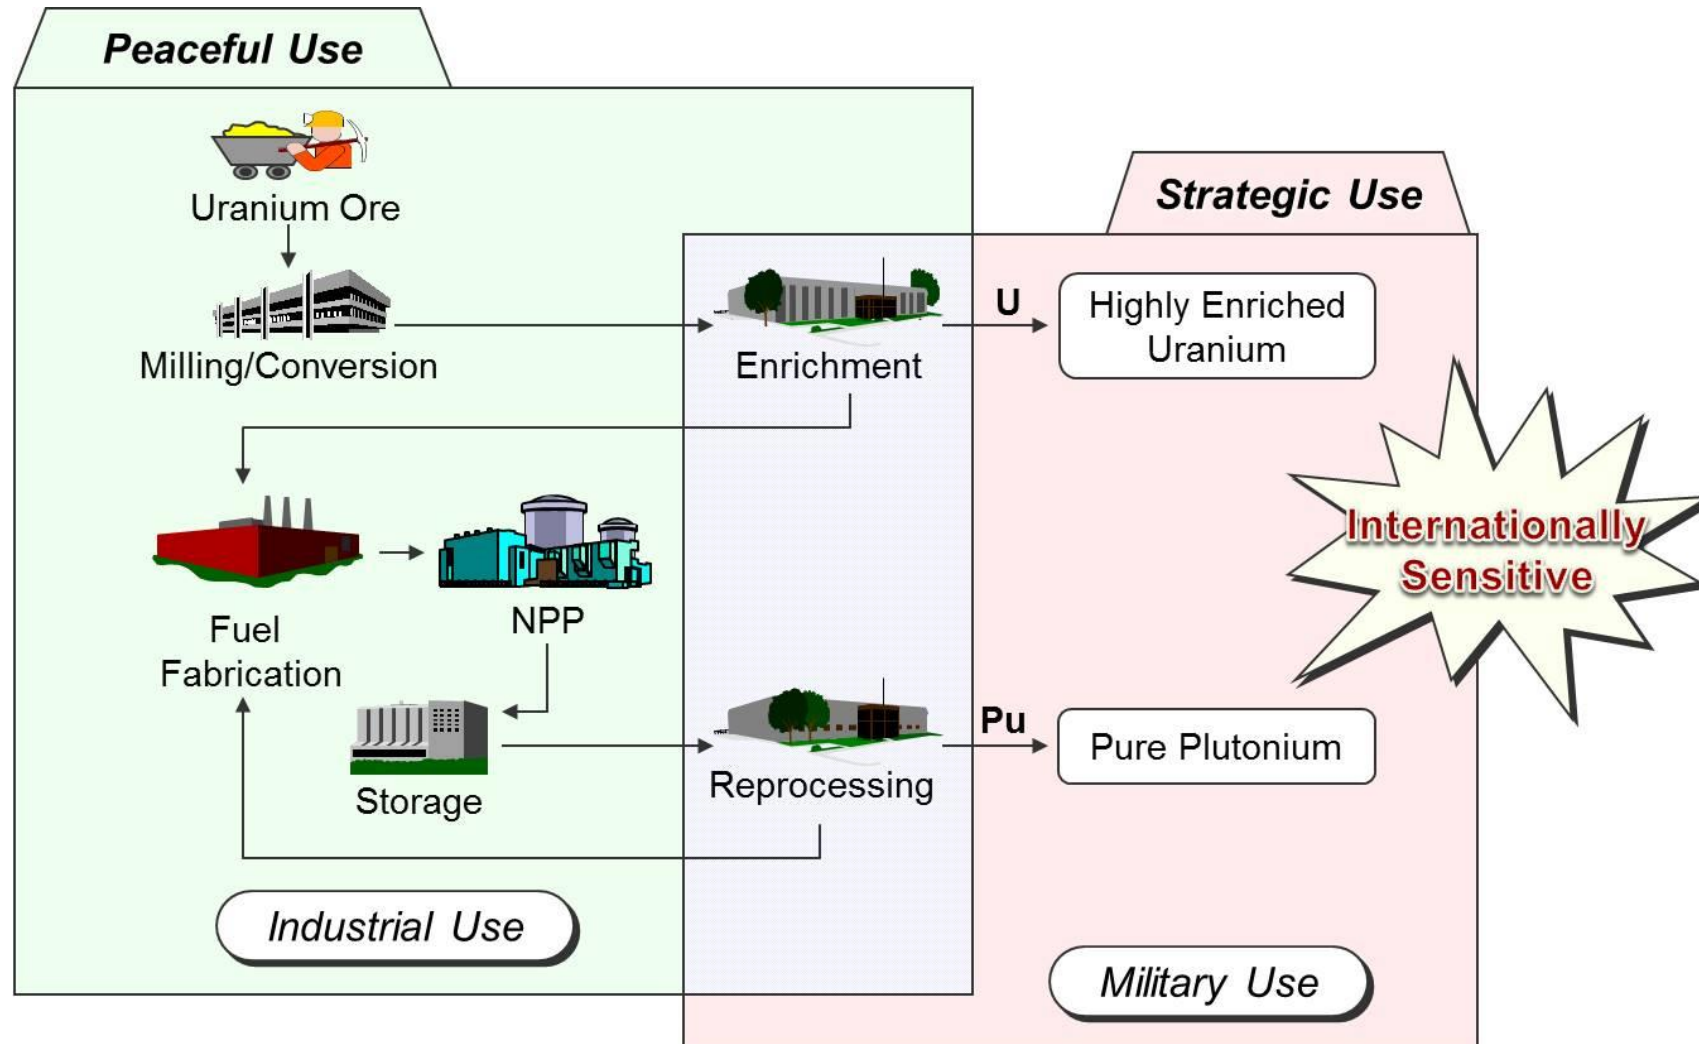 Peaceful Use
Uranium Ore
Strategic Use
U
Highly Enriched
Uranium
Milling/Conversion
Enrichment
Internationally
Sensitive
Fuel
Fabrication
NPP
Pu
Pure Plutonium
Storage
Reprocessing
Industrial Use
Military Use